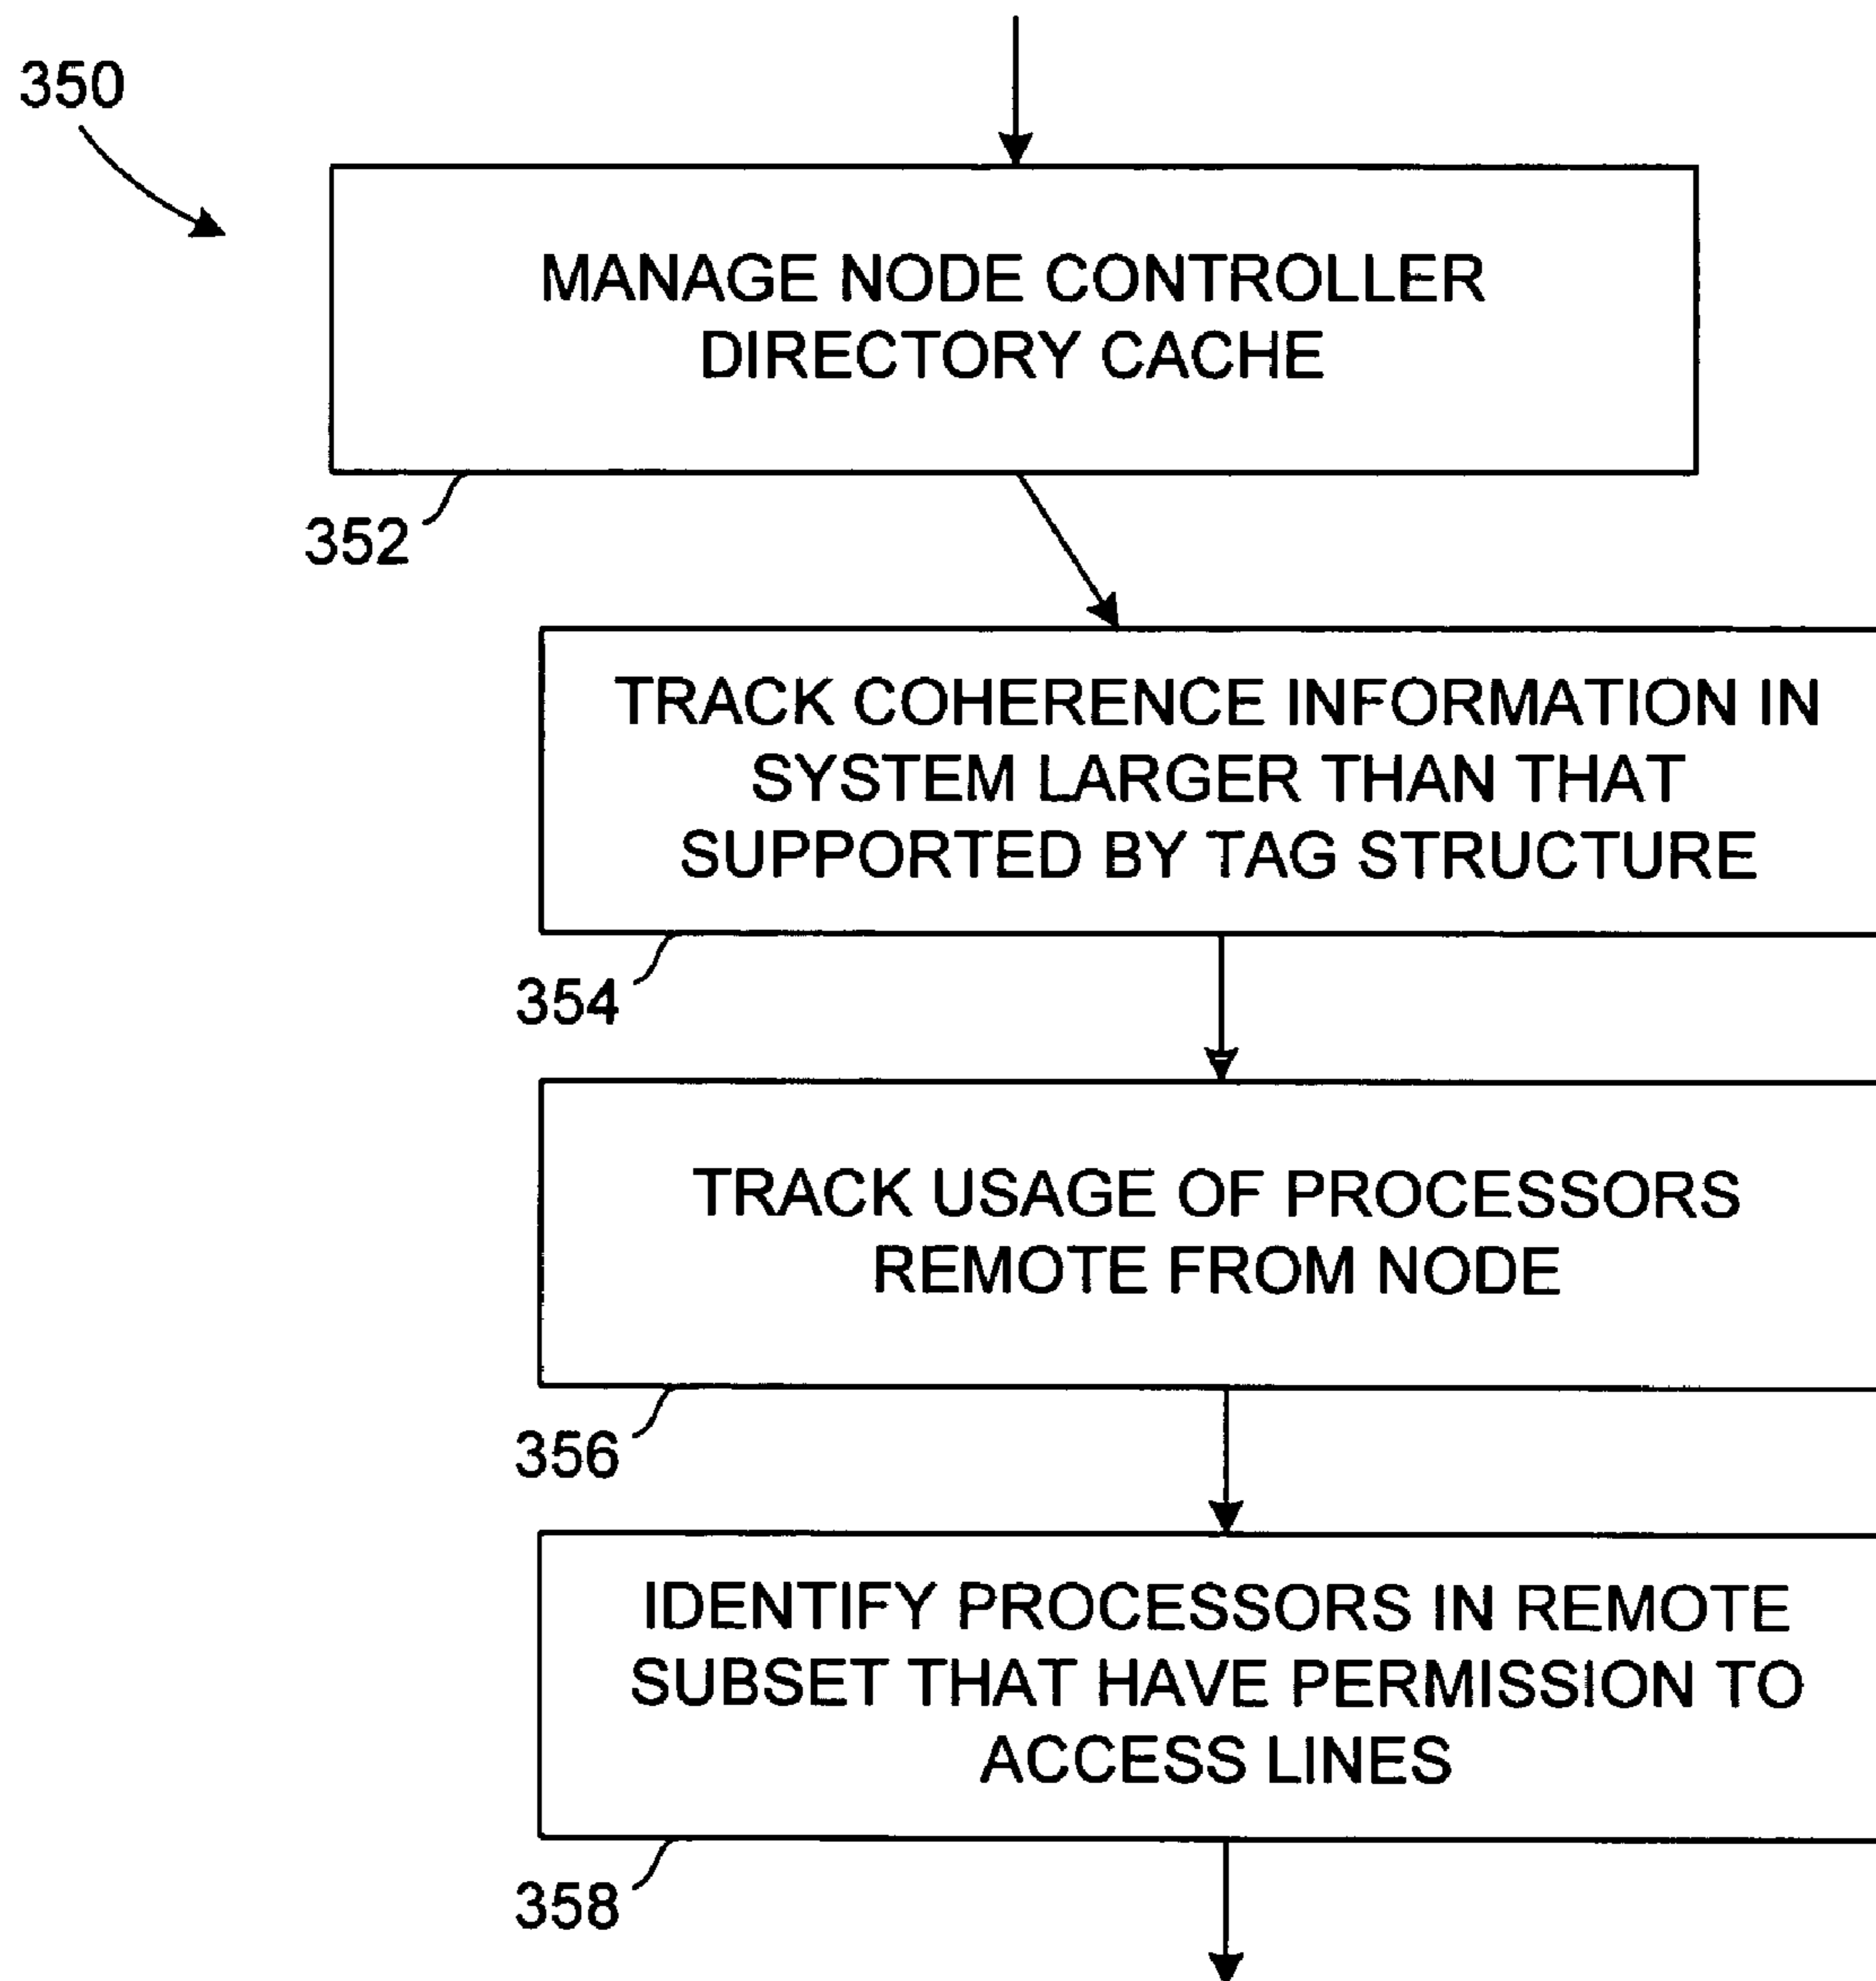 350
MANAGE NODE CONTROLLER
DIRECTORY CACHE
352
TRACK COHERENCE INFORMATION IN
SYSTEM LARGER THAN THAT
SUPPORTED BY TAG STRUCTURE
354
TRACK USAGE OF PROCESSORS
REMOTE FROM NODE
356
IDENTIFY PROCESSORS IN REMOTE
SUBSET THAT HAVE PERMISSION TO
ACCESS LINES
358